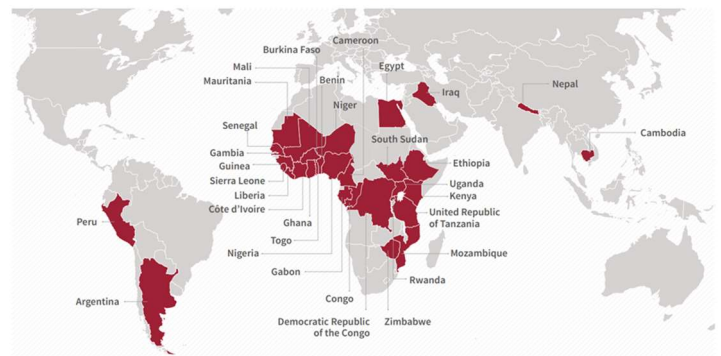 Burkina Faso
Cameroon
Mali
Mauritania
Benin
Egypt
Niger
Iraq
Nepal
Senegal
South Sudan
Cambodia
Gambia
Guinea
Ethiopia
Sierra Leone
Uganda
Liberia
Kenya
Côte d'Ivoire
United Republic
of Tanzania
Peru
Ghana
Togo
Nigeria
Mozambique
Gabon
Rwanda
Argentina
Congo
Democratic Republic
of the Congo
Zimbabwe